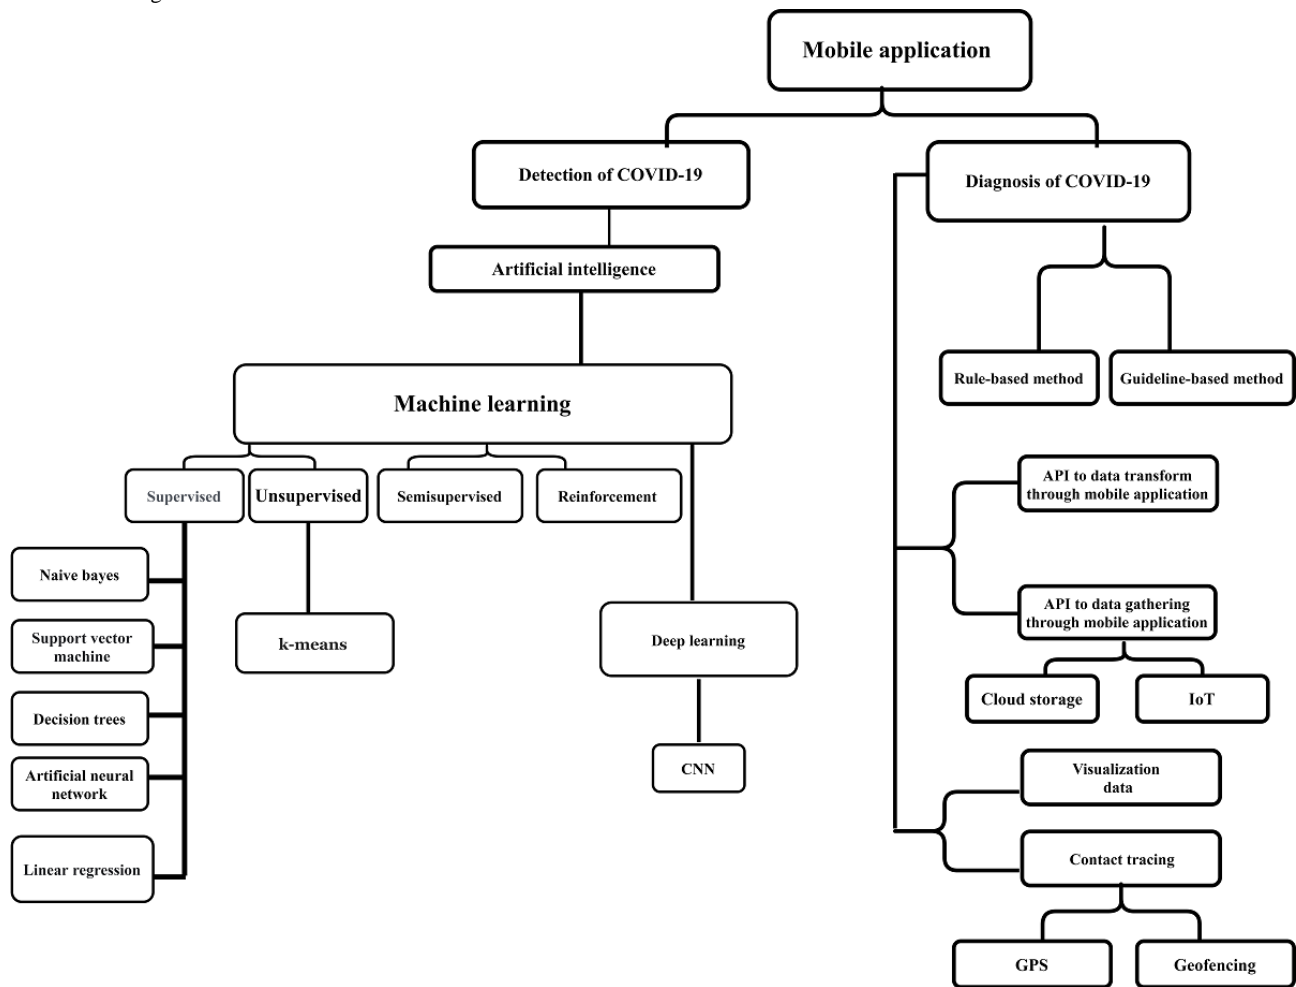 Mobile application
Detection of COVID-19
Diagnosis of COVID-19
Artificial intelligence
Rule-based method
Guideline-based method
Machine learning
Supervised
Unsupervised
Semisupervised
Reinforcement
API to data transform
through mobile application
Naive bayes
Support vector
machine
k-means
Deep learning
API to data gathering
through mobile application
Cloud storage
IoT
Decision trees
Artificial neural
network
CNN
Visualization
data
Linear regression
Contact tracing
GPS
Geofencing